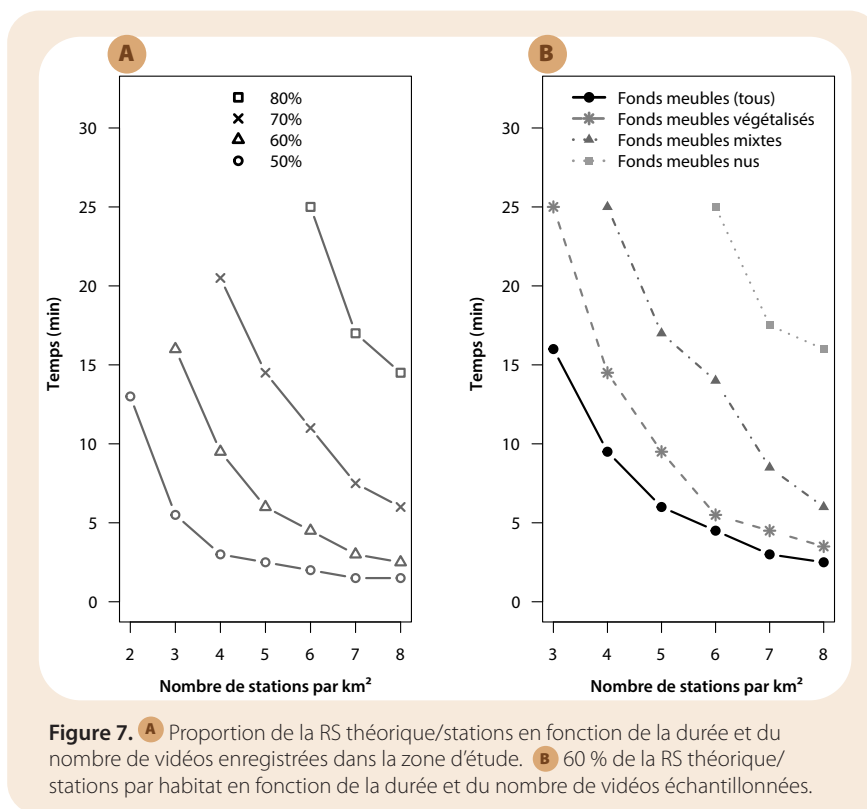 A
80%
70%
60%
50%
30
25
20
15
10
5
0
Temps (min)
2 3 4 5 6 7 8
Nombre de stations par km²
B
Fonds meubles (tous)
Fonds meubles végétalisés
Fonds meubles mixtes
Fonds meubles nus
30
25
20
15
10
5
0
Temps (min)
3 4 5 6 7 8
Nombre de stations par km²
Figure 7. A Proportion de la RS théorique/stations en fonction de la durée et du
nombre de vidéos enregistrées dans la zone d'étude. B 60 % de la RS théorique/
stations par habitat en fonction de la durée et du nombre de vidéos échantillonnées.